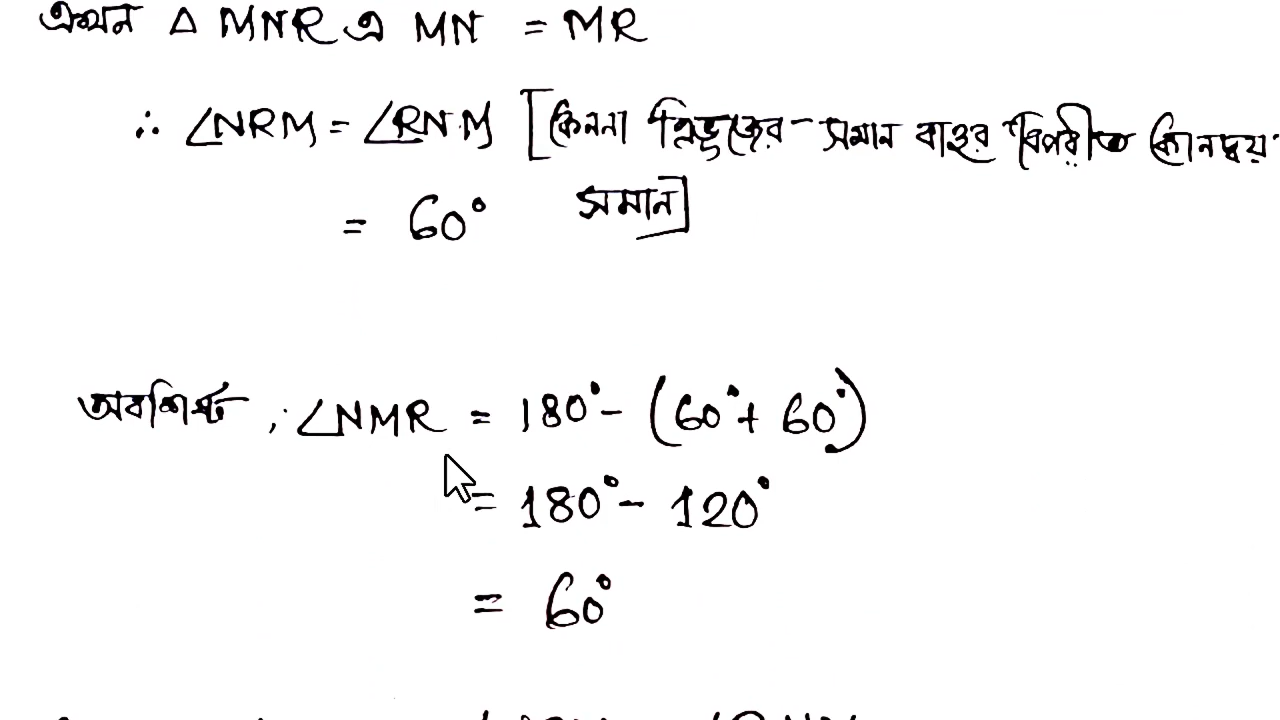 এখন Δ MNR এ MN = MR
∴ ∠NRM = ∠RNM [কেননা ত্রিভুজের সমান বাহুর বিপরীত কোনদ্বয়
= 60° সমান]
অবশিষ্ট ∴ ∠NMR = 180° - (60° + 60°)
= 180° - 120°
= 60°